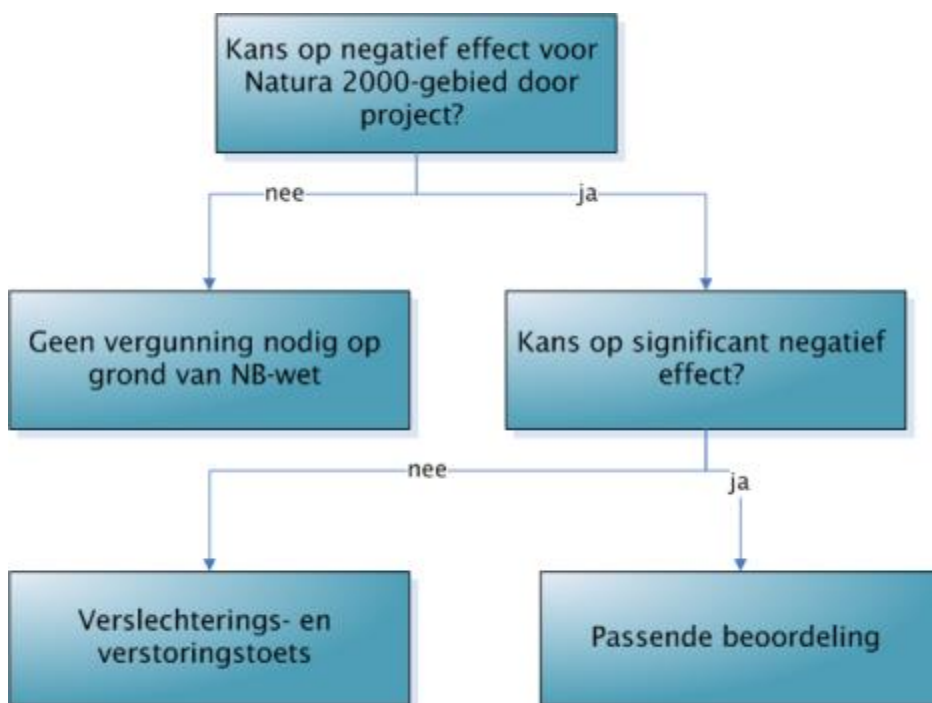 Kans op negatief effect voor
Natura 2000-gebied door
project?
nee
ja
Geen vergunning nodig op
grond van NB-wet
Kans op significant negatief
effect?
nee
ja
Verslechterings- en
verstoringstoets
Passende beoordeling